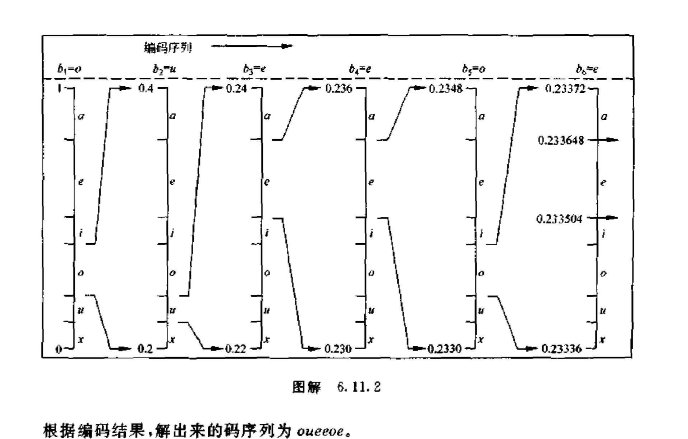 编码序列
b₁=o b₂=u b₃=e b₄=e b₅=o b₆=e
1 0.4 0.24 0.236 0.2348 0.23372
a a a a a a
0.233648
e e e e e e
0.233504
i i i i i i
o o o o o o
u u u u u u
x x x x x x
0 0.2 0.22 0.230 0.2330 0.23336
图解 6.11.2
根据编码结果,解出来的码序列为 oueeoe。